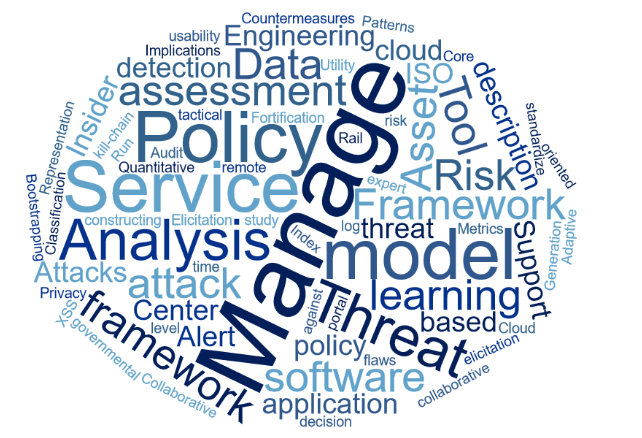 Countermeasures
Patterns
usability
Engineering
Implications
cloud
Core
detection
Data
Utility
ISO
description
assessment
Insider
tactical
Fortification
Asset
Tool
standardize
oriented
Representation
kill-chain
Run
Policy
Manage
Rail
risk
Audit
Quantitative
remote
Risk
Bootstrapping
Classification
Service
expert
Framework
constructing
Elicitation
study
Index
log
threat
Metrics
Support
Generation
Adaptive
Analysis
model
Attacks
attack
time
Privacy
XSS
framework
Center
level
Alert
against
portal
Threat
learning
based
Cloud
governmental
Collaborative
policy
flaws
elicitation
software
collaborative
application
decision